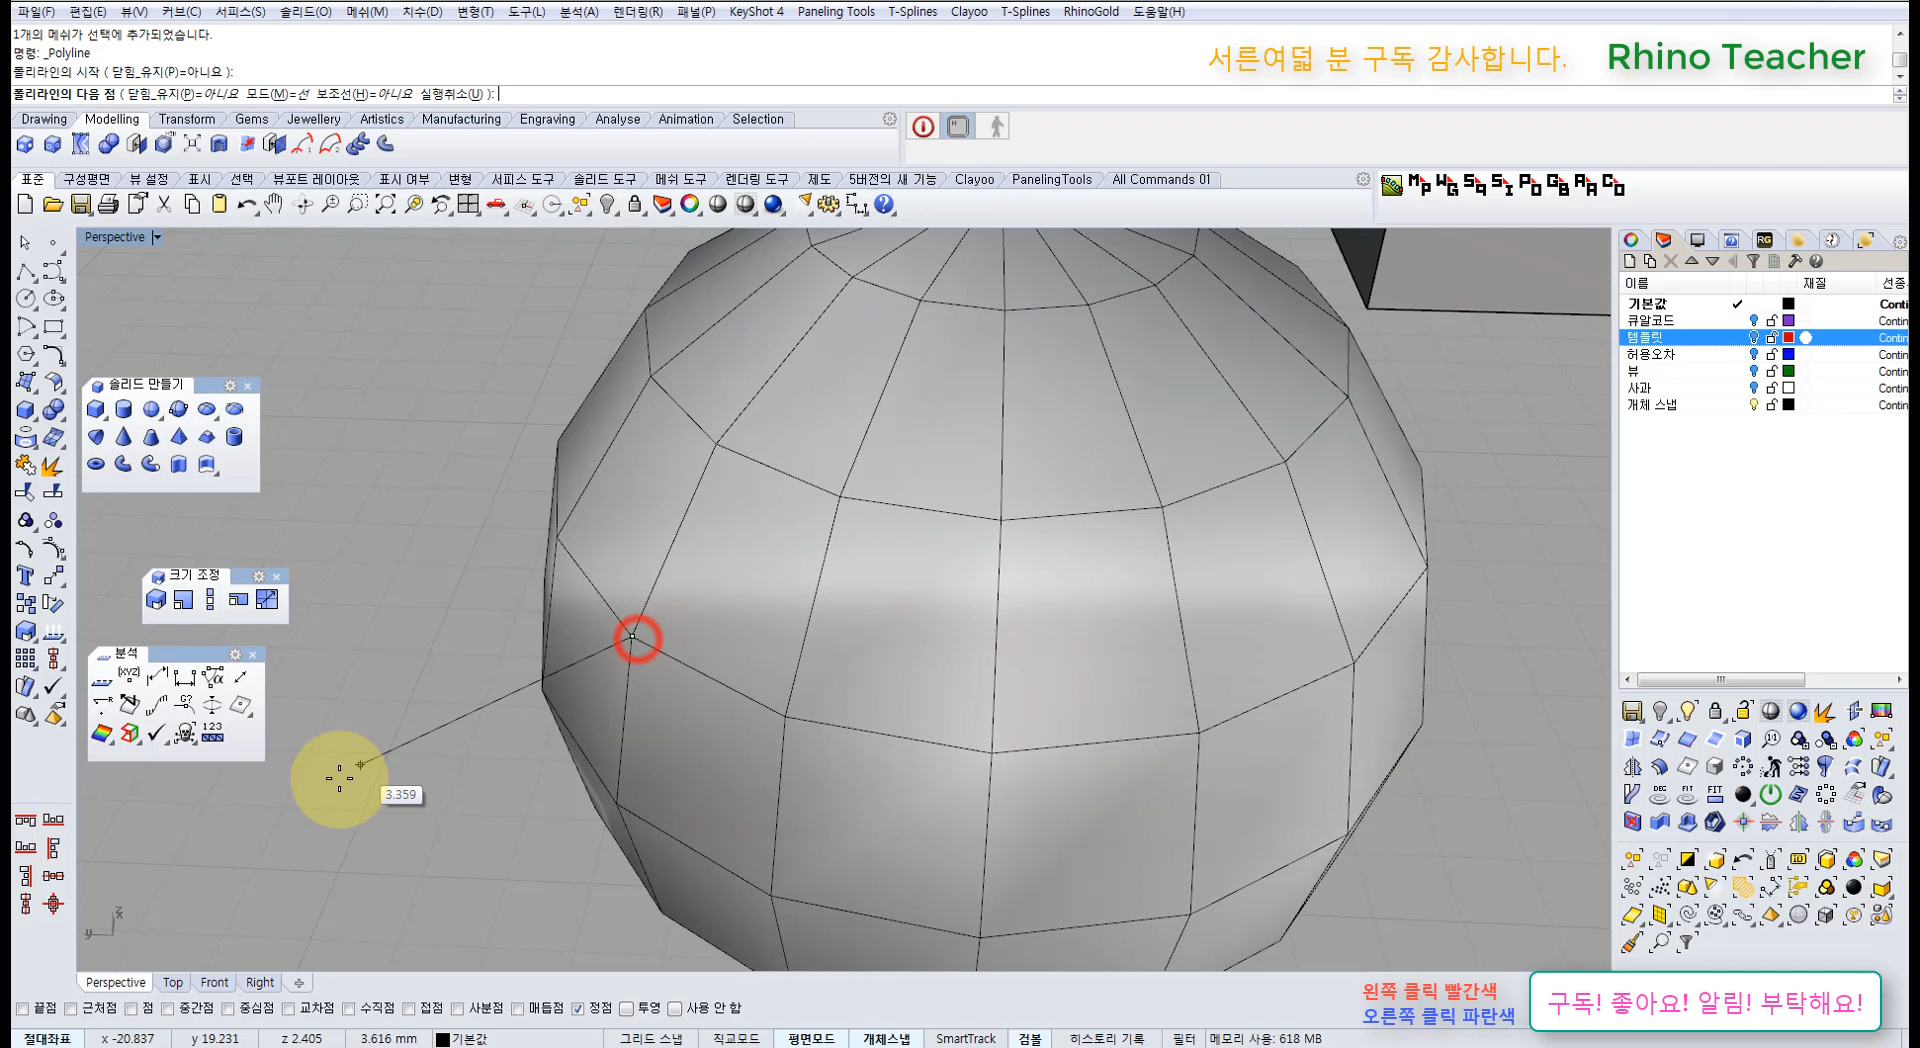 파일(F) 편집(E) 뷰(V) 커브(C) 서피스(S) 솔리드(O) 메쉬(M) 치수(D) 변형(T) 도구(L) 분석(A) 렌더링(R) 패널(P) KeyShot 4 Paneling Tools T-Splines Clayoo T-Splines RhinoGold 도움말(H)
1개의 메쉬가 선택에 추가되었습니다.
명령: _Polyline
폴리라인의 시작 ( 닫힘_유지(P)=아니요 ):
폴리라인의 다음 점 ( 닫힘_유지(P)=아니요 모드(M)=선 보조선(H)=아니요 실행취소(U) ):
서른여덟 분 구독 감사합니다. Rhino Teacher
Drawing Modelling Transform Gems Jewellery Artistics Manufacturing Engraving Analyse Animation Selection
표준 구성평면 뷰 설정 표시 선택 뷰포트 레이아웃 표시 여부 변형 서피스 도구 솔리드 도구 메쉬 도구 렌더링 도구 제도 5버전의 새 기능 Clayoo PanelingTools All Commands 01
Perspective
이름 재질 선종
기본값 Conti
큐알코드 Contin
템플릿 Contin
허용오차 Contin
뷰 Contin
사과 Contin
개체 스냅 Contin
솔리드 만들기
크기 조정
분석
3.359
z
y
Perspective Top Front Right
끝점 근처점 점 중간점 중심점 교차점 수직점 접점 사분점 매듭점 정점 투영 사용 안 함
왼쪽 클릭 빨간색
오른쪽 클릭 파란색
구독! 좋아요! 알림! 부탁해요!
절대좌표 x -20.837 y 19.231 z 2.405 3.616 mm 기본값 그리드 스냅 직교모드 평면모드 개체스냅 SmartTrack 검볼 히스토리 기록 필터 메모리 사용: 618 MB